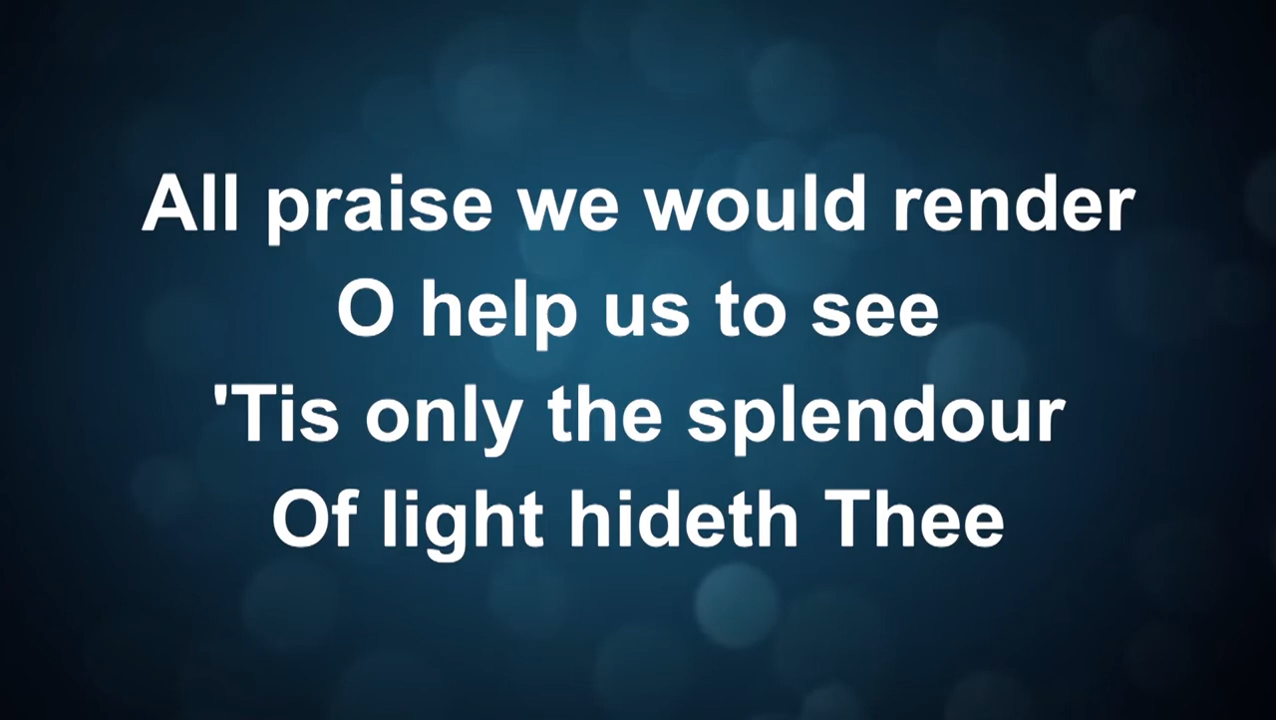 All praise we would render
O help us to see
'Tis only the splendour
Of light hideth Thee